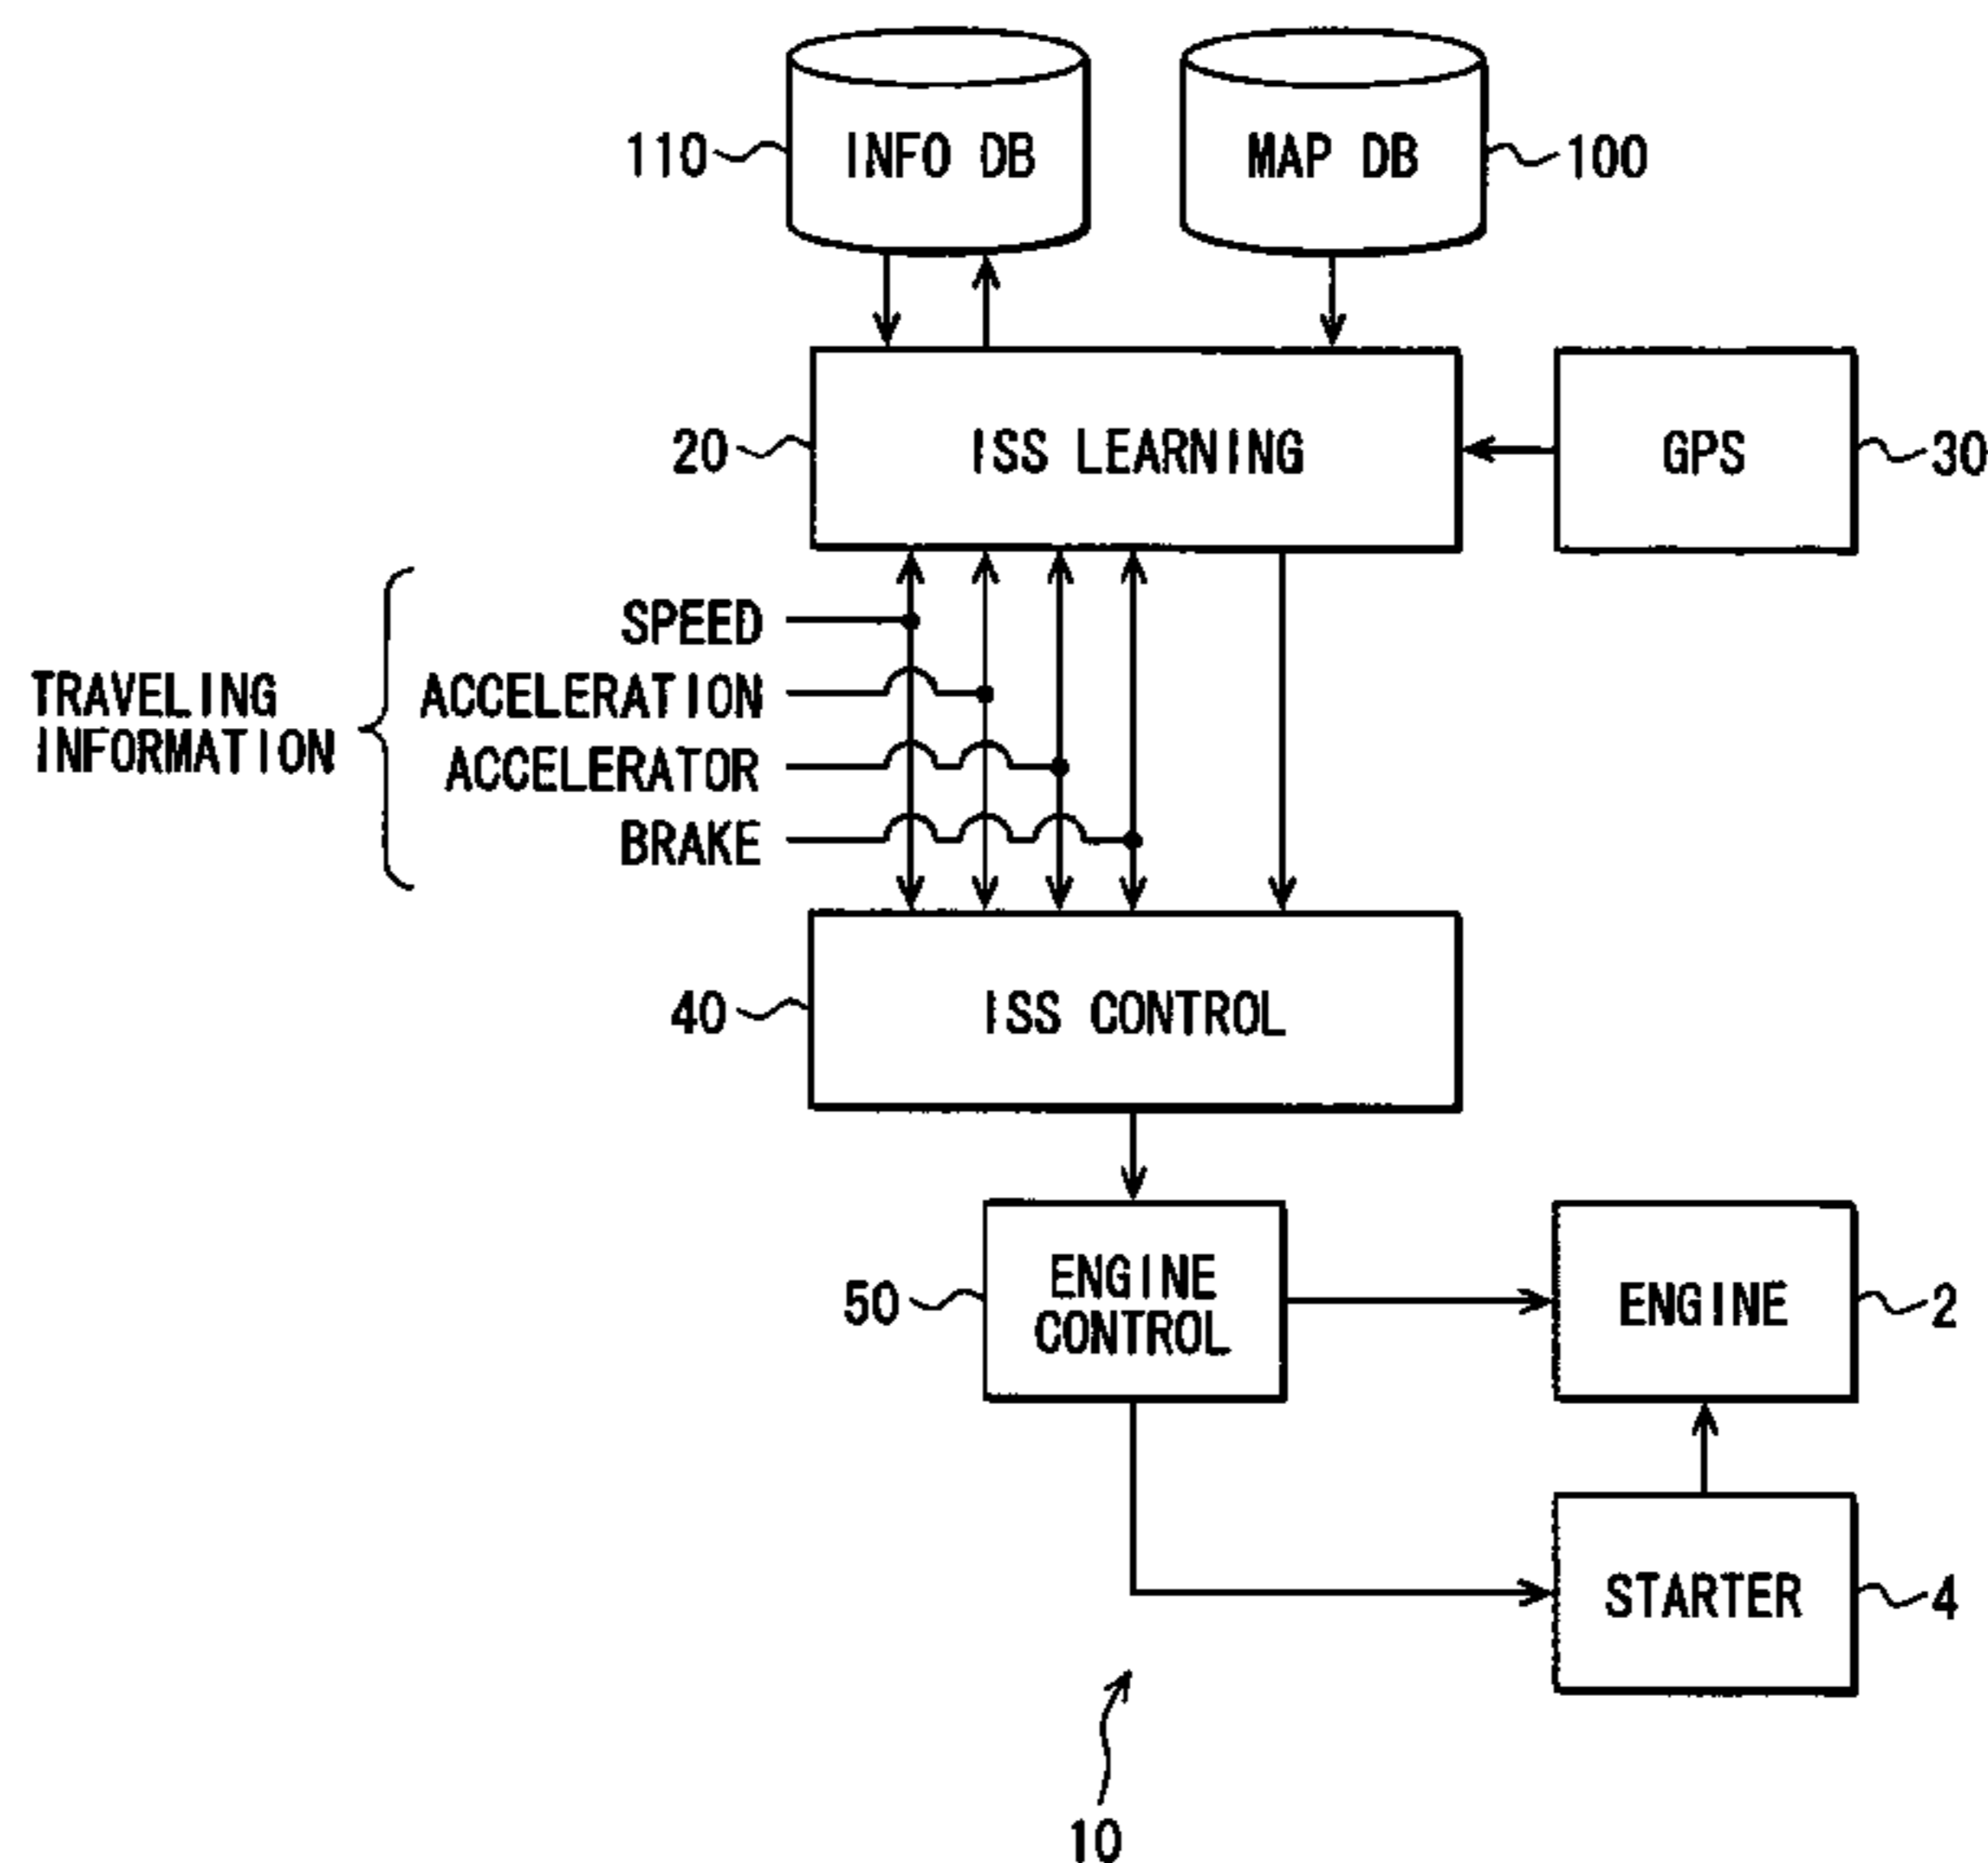 110 INFO DB MAP DB 100
20 ISS LEARNING GPS 30
SPEED
TRAVELING
INFORMATION
ACCELERATION
ACCELERATOR
BRAKE
40 ISS CONTROL
50 ENGINE
CONTROL
ENGINE 2
STARTER 4
10